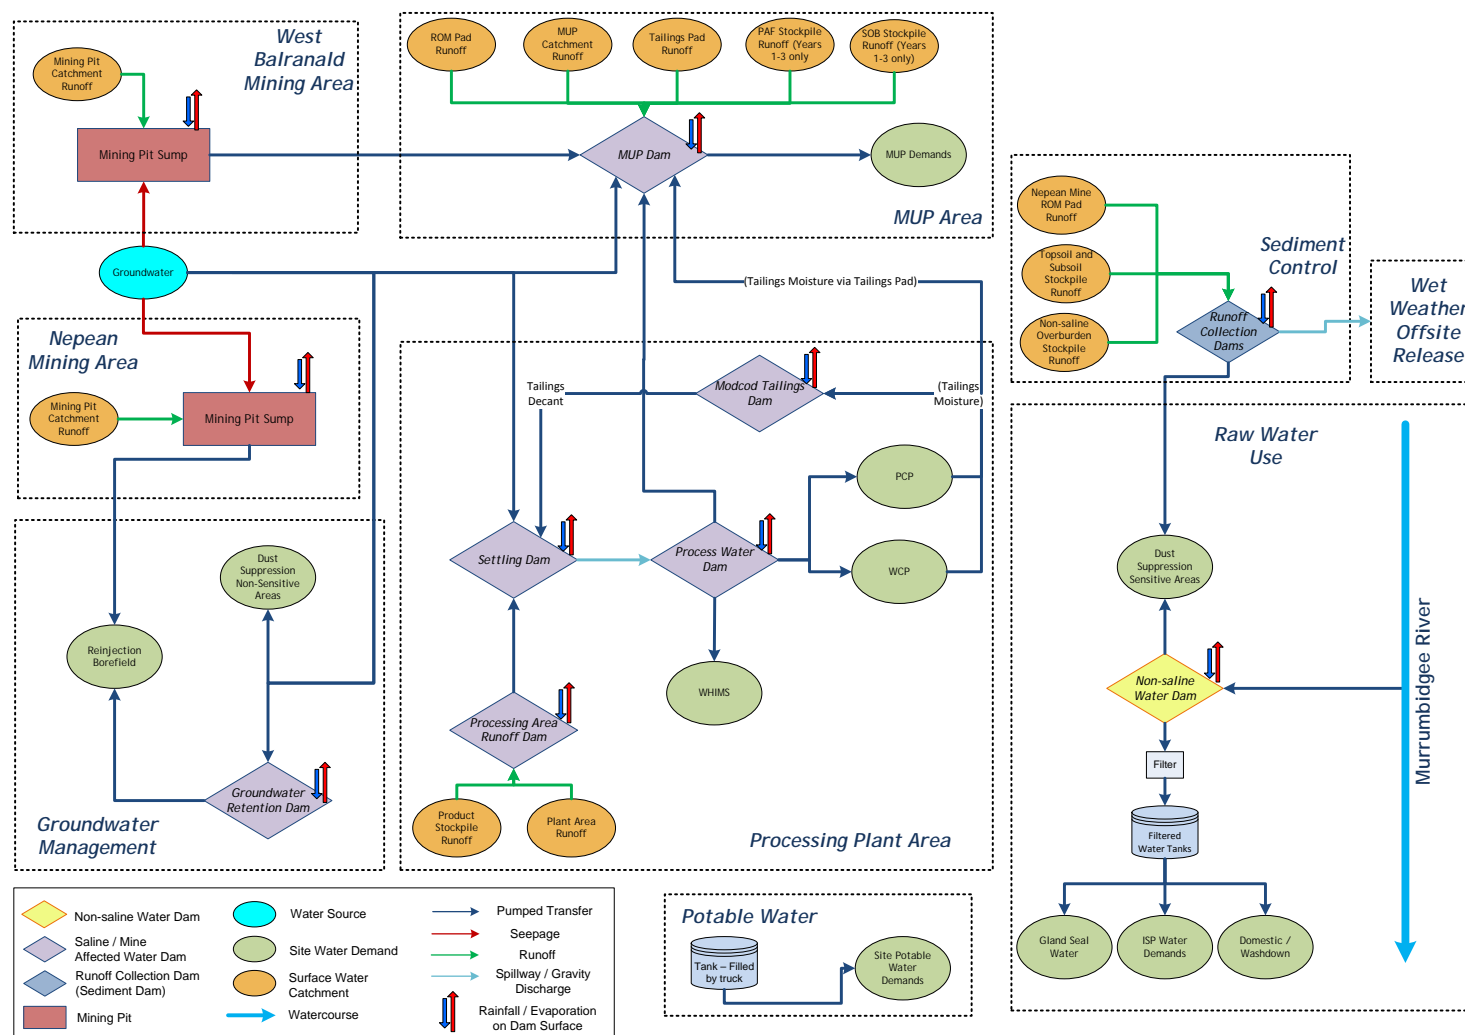 West
Balranald
Mining Area
Mining Pit
Catchment
Runoff
Mining Pit Sump
Groundwater
ROM Pad
Runoff
MUP
Catchment
Runoff
Tailings Pad
Runoff
PAF Stockpile
Runoff (Years
1-3 only)
SOB Stockpile
Runoff (Years
1-3 only)
MUP Dam
MUP Demands
MUP Area
(Tailings Moisture via Tailings Pad)
Nepean
Mining Area
Mining Pit
Catchment
Runoff
Mining Pit Sump
Dust
Suppression
Non-Sensitive
Areas
Reinjection
Borefield
Groundwater
Retention Dam
Groundwater
Management
Tailings
Decant
Modcod Tailings
Dam
(Tailings
Moisture)
PCP
Settling Dam
Process Water
Dam
WCP
WHIMS
Processing Area
Runoff Dam
Product
Stockpile
Runoff
Plant Area
Runoff
Processing Plant Area
Nepean Mine
ROM Pad
Runoff
Topsoil and
Subsoil
Stockpile
Runoff
Non-saline
Overburden
Stockpile
Runoff
Sediment
Control
Runoff
Collection
Dams
Wet
Weather
Offsite
Release
Raw Water
Use
Dust
Suppression
Sensitive Areas
Non-saline
Water Dam
Murrumbidgee River
Filter
Filtered
Water Tanks
Gland Seal
Water
ISP Water
Demands
Domestic /
Washdown
Potable Water
Tank – Filled
by truck
Site Potable
Water
Demands
Non-saline Water Dam
Saline / Mine
Affected Water Dam
Runoff Collection Dam
(Sediment Dam)
Mining Pit
Water Source
Site Water Demand
Surface Water
Catchment
Watercourse
Pumped Transfer
Seepage
Runoff
Spillway / Gravity
Discharge
Rainfall / Evaporation
on Dam Surface